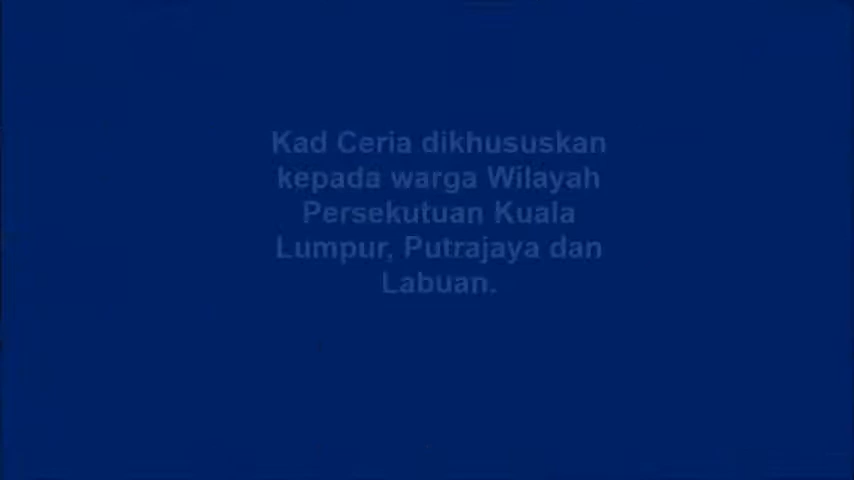 Kad Ceria dikhususkan
kepada warga Wilayah
Persekutuan Kuala
Lumpur, Putrajaya dan
Labuan.